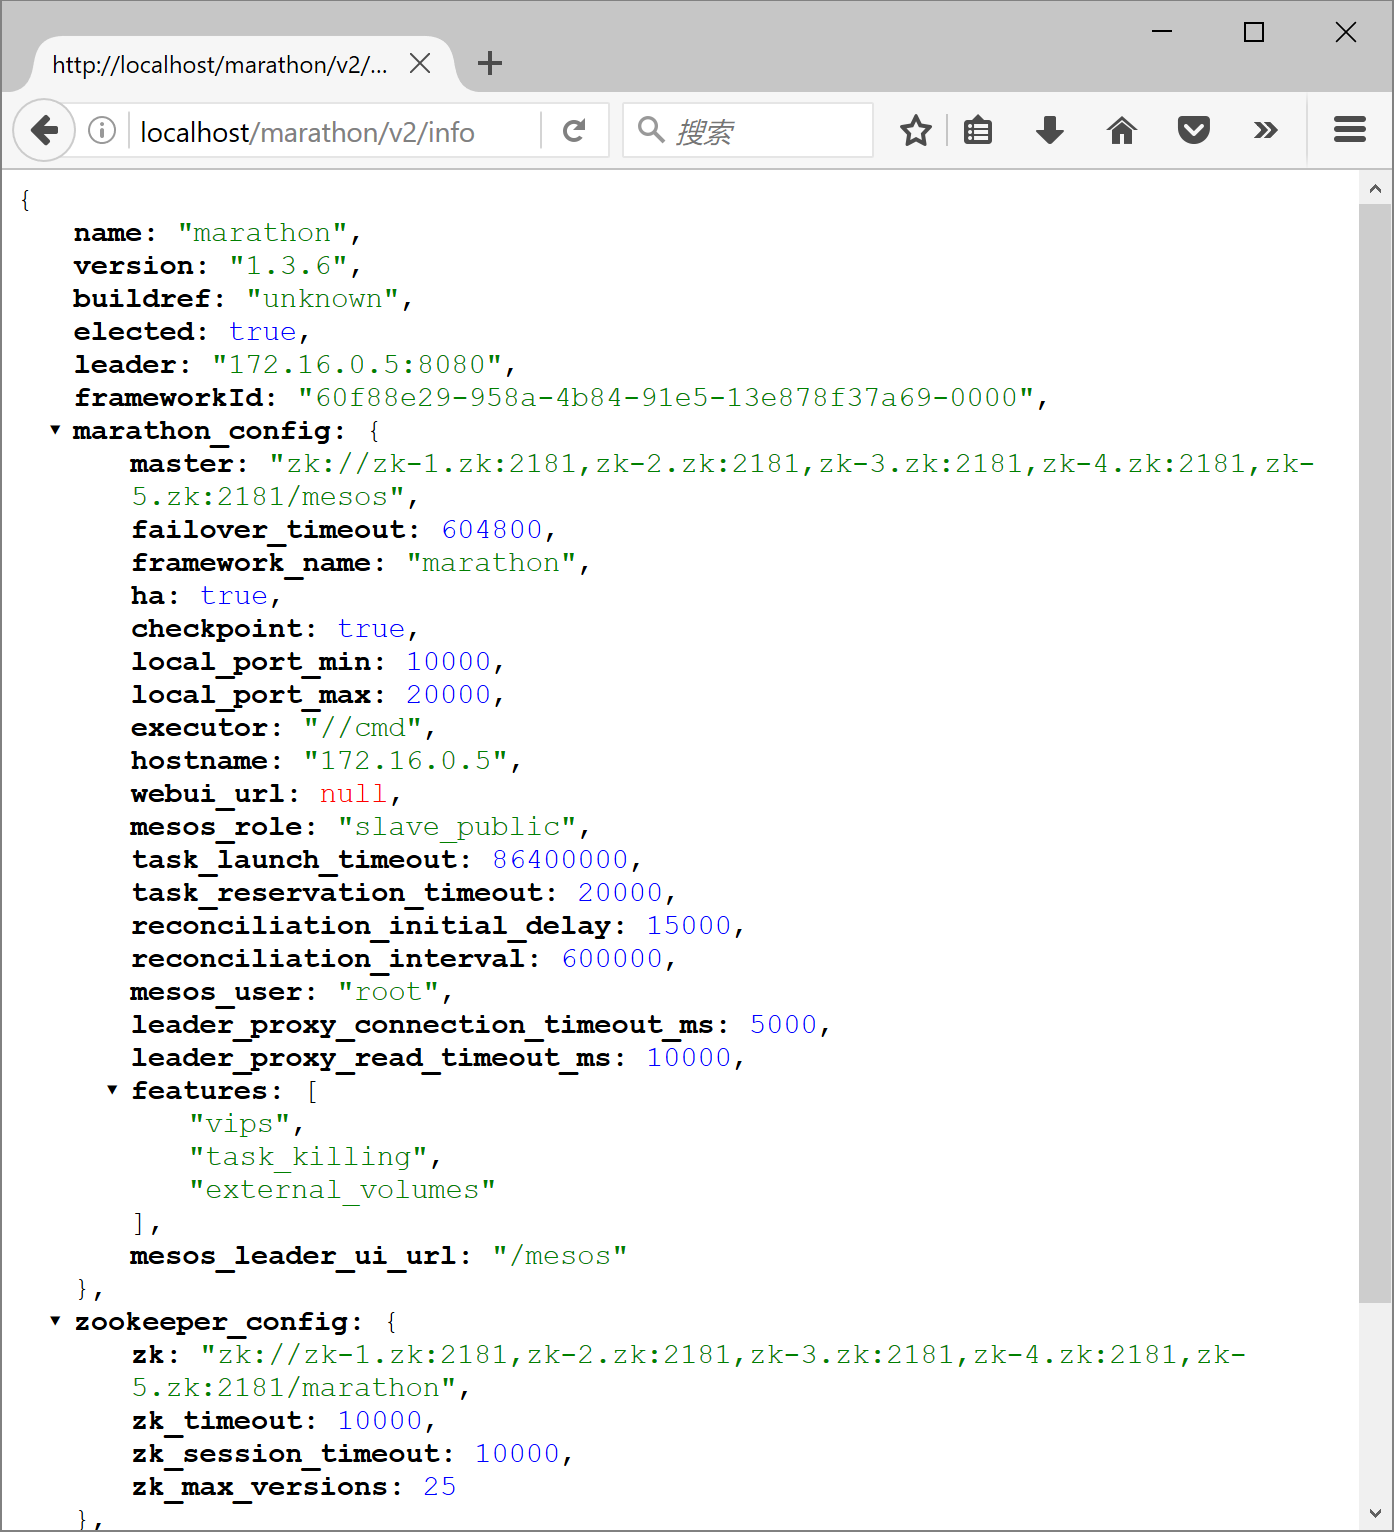 http://localhost/marathon/v2/...
localhost/marathon/v2/info
搜索
{
name: "marathon",
version: "1.3.6",
buildref: "unknown",
elected: true,
leader: "172.16.0.5:8080",
frameworkId: "60f88e29-958a-4b84-91e5-13e878f37a69-0000",
marathon_config: {
master: "zk://zk-1.zk:2181,zk-2.zk:2181,zk-3.zk:2181,zk-4.zk:2181,zk-
5.zk:2181/mesos",
failover_timeout: 604800,
framework_name: "marathon",
ha: true,
checkpoint: true,
local_port_min: 10000,
local_port_max: 20000,
executor: "//cmd",
hostname: "172.16.0.5",
webui_url: null,
mesos_role: "slave_public",
task_launch_timeout: 86400000,
task_reservation_timeout: 20000,
reconciliation_initial_delay: 15000,
reconciliation_interval: 600000,
mesos_user: "root",
leader_proxy_connection_timeout_ms: 5000,
leader_proxy_read_timeout_ms: 10000,
features: [
"vips",
"task_killing",
"external_volumes"
],
mesos_leader_ui_url: "/mesos"
},
zookeeper_config: {
zk: "zk://zk-1.zk:2181,zk-2.zk:2181,zk-3.zk:2181,zk-4.zk:2181,zk-
5.zk:2181/marathon",
zk_timeout: 10000,
zk_session_timeout: 10000,
zk_max_versions: 25
},